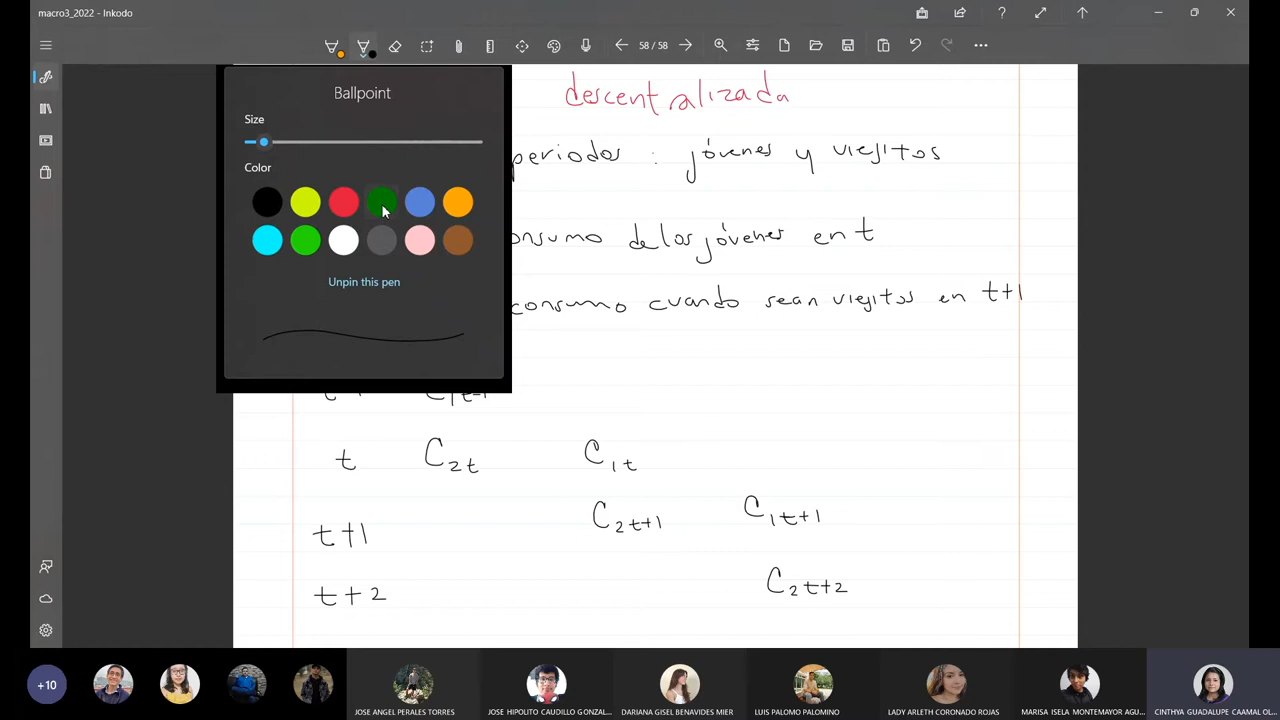 macro3_2022 - Inkodo
58 / 58
Ballpoint
Size
Color
Unpin this pen
descentralizada
periodos : jóvenes y viejitos
onsumo de los jóvenes en t
consumo cuando sean viejitos en t+1
t C2t C1t
t+1 C2t+1 C1t+1
t+2 C2t+2
+10
JOSE ANGEL PERALES TORRES
JOSE HIPOLITO CAUDILLO GONZAL...
DARIANA GISEL BENAVIDES MIER
LUIS PALOMO PALOMINO
LADY ARLETH CORONADO ROJAS
MARISA ISELA MONTEMAYOR AGU...
CINTHYA GUADALUPE CAAMAL OL...